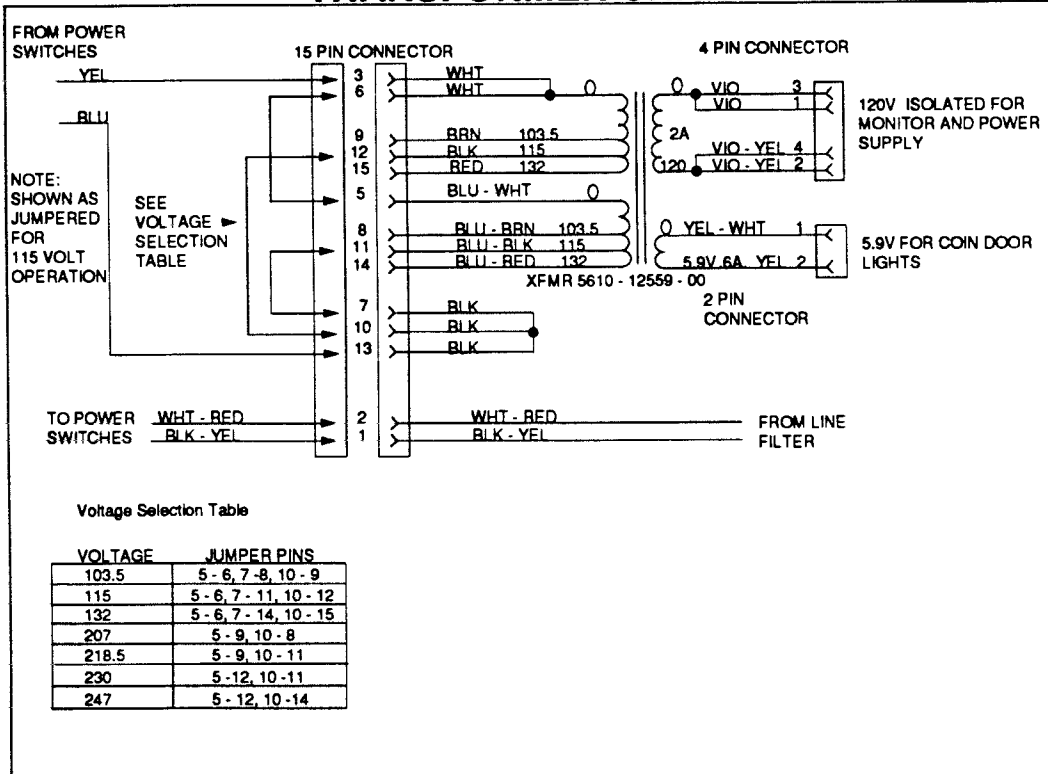 FROM POWER
SWITCHES
YEL
BLU
NOTE:
SHOWN AS
JUMPERED
FOR
115 VOLT
OPERATION
SEE
VOLTAGE
SELECTION
TABLE
15 PIN CONNECTOR
3 WHT
6 WHT 0
9 BRN 103.5
12 BLK 115
15 RED 132
5 BLU - WHT 0
8 BLU - BRN 103.5
11 BLU - BLK 115
14 BLU - RED 132
XFMR 5610 - 12559 - 00
7 BLK
10 BLK
13 BLK
4 PIN CONNECTOR
0 VIO 3
VIO 1
2A
VIO - YEL 4
120 VIO - YEL 2
120V ISOLATED FOR
MONITOR AND POWER
SUPPLY
0 YEL - WHT 1
5.9V 6A YEL 2
5.9V FOR COIN DOOR
LIGHTS
2 PIN
CONNECTOR
TO POWER
SWITCHES
WHT - RED 2 WHT - RED
BLK - YEL 1 BLK - YEL
FROM LINE
FILTER
Voltage Selection Table
VOLTAGE JUMPER PINS
103.5 5 - 6, 7 -8, 10 - 9
115 5 - 6, 7 - 11, 10 - 12
132 5 - 6, 7 - 14, 10 - 15
207 5 - 9, 10 - 8
218.5 5 - 9, 10 - 11
230 5 -12, 10 -11
247 5 - 12, 10 -14